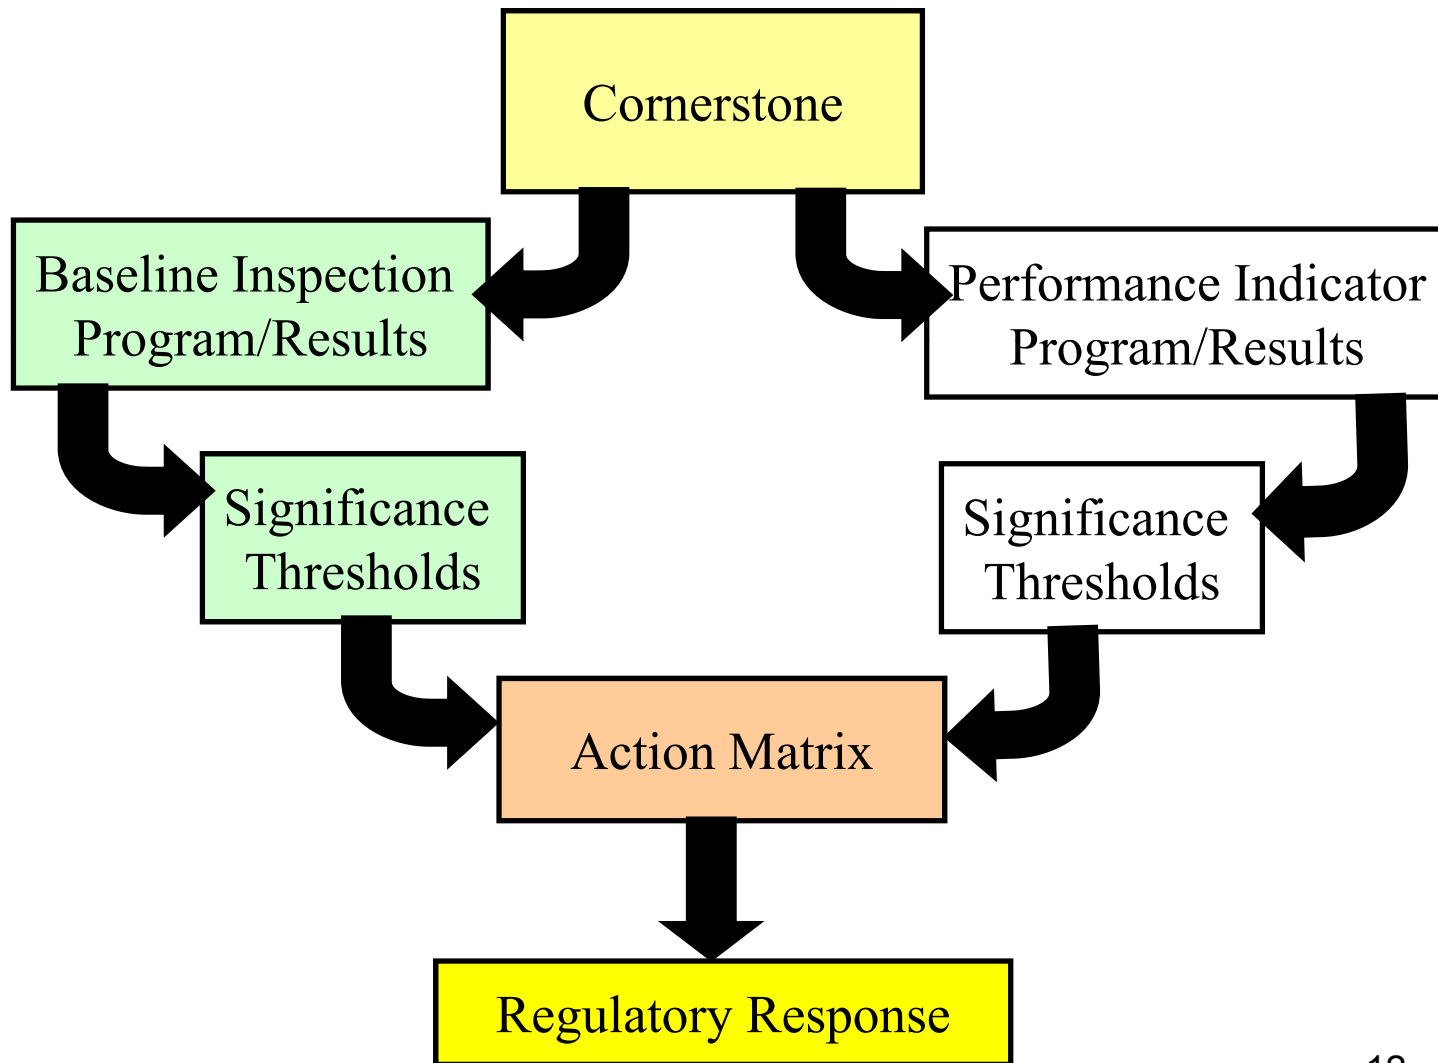 Cornerstone
Baseline Inspection
Program/Results
Performance Indicator
Program/Results
Significance
Thresholds
Significance
Thresholds
Action Matrix
Regulatory Response